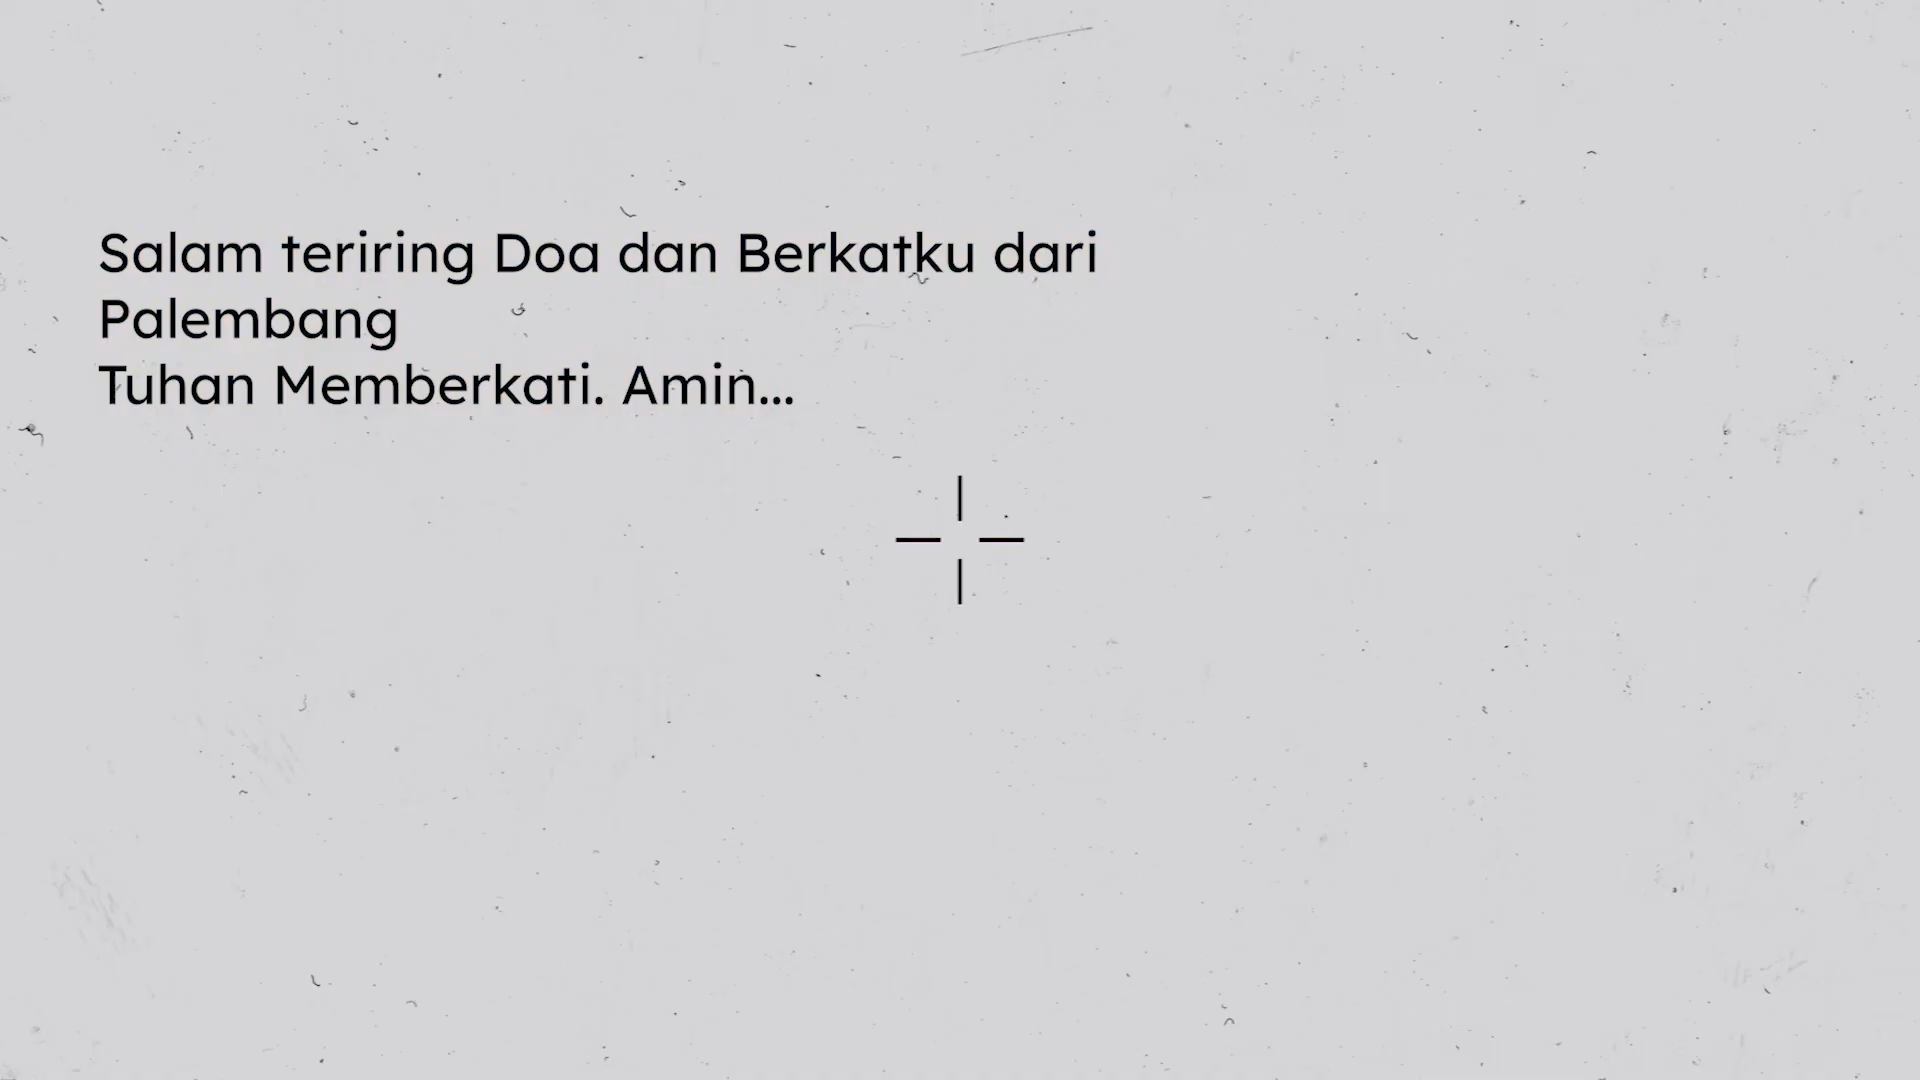 Salam teriring Doa dan Berkatku dari
Palembang
Tuhan Memberkati. Amin...